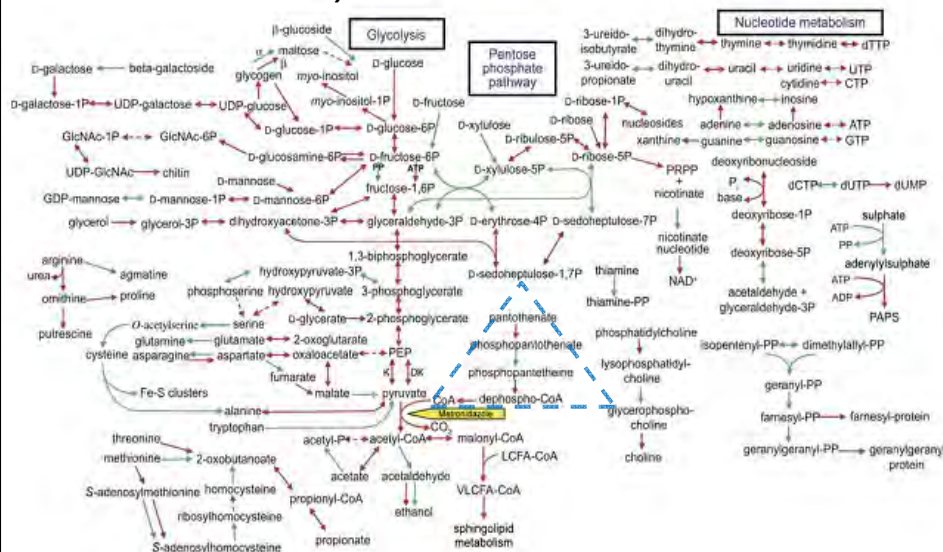 Glycolysis
Pentose phosphate pathway
Nucleotide metabolism
β-glucoside
α maltose
β
glycogen
D-glucose
myo-inositol
myo-inositol-1P
D-fructose
D-galactose
beta-galactoside
D-galactose-1P
UDP-galactose
UDP-glucose
D-glucose-1P
D-glucose-6P
GlcNAc-1P
GlcNAc-6P
D-glucosamine-6P
D-fructose-6P
PP
ATP
UDP-GlcNAc
chitin
D-mannose
fructose-1,6P
GDP-mannose
D-mannose-1P
D-mannose-6P
glycerol
glycerol-3P
dihydroxyacetone-3P
glyceraldehyde-3P
D-erythrose-4P
D-sedoheptulose-7P
D-xylulose
D-ribulose-5P
D-xylulose-5P
D-ribose-1P
D-ribose
nucleosides
D-ribose-5P
PRPP
+
nicotinate
nicotinate nucleotide
NAD+
3-ureido-isobutyrate
dihydro-thymine
thymine
thymidine
dTTP
3-ureido-propionate
dihydro-uracil
uracil
uridine
UTP
cytidine
CTP
hypoxanthine
inosine
adenine
adenosine
ATP
xanthine
guanine
guanosine
GTP
deoxyribonucleoside
Pi
base
dCTP
dUTP
dUMP
deoxyribose-1P
deoxyribose-5P
acetaldehyde +
glyceraldehyde-3P
sulphate
ATP
PP
adenylylsulphate
ATP
ADP
PAPS
1,3-biphosphoglycerate
D-sedoheptulose-1,7P
thiamine
thiamine-PP
arginine
urea
agmatine
ornithine
proline
putrescine
hydroxypyruvate-3P
phosphoserine
hydroxypyruvate
3-phosphoglycerate
D-glycerate
2-phosphoglycerate
O-acetylserine
serine
glutamine
glutamate
2-oxoglutarate
cysteine
asparagine
aspartate
oxaloacetate
PEP
K
DK
fumarate
malate
pyruvate
Fe-S clusters
alanine
tryptophan
pantothenate
phosphopantothenate
phosphopantetheine
CoA
dephospho-CoA
Metronidazole
CO2
phosphatidylcholine
lysophosphatidyl-choline
glycerophospho-choline
choline
isopentenyl-PP
dimethylallyl-PP
geranyl-PP
farnesyl-PP
farnesyl-protein
geranylgeranyl-PP
geranylgeranyl
protein
threonine
methionine
2-oxobutanoate
acetyl-P
acetyl-CoA
malonyl-CoA
LCFA-CoA
acetate
acetaldehyde
VLCFA-CoA
S-adenosylmethionine
homocysteine
propionyl-CoA
ethanol
ribosylhomocysteine
sphingolipid metabolism
S-adenosylhomocysteine
propionate